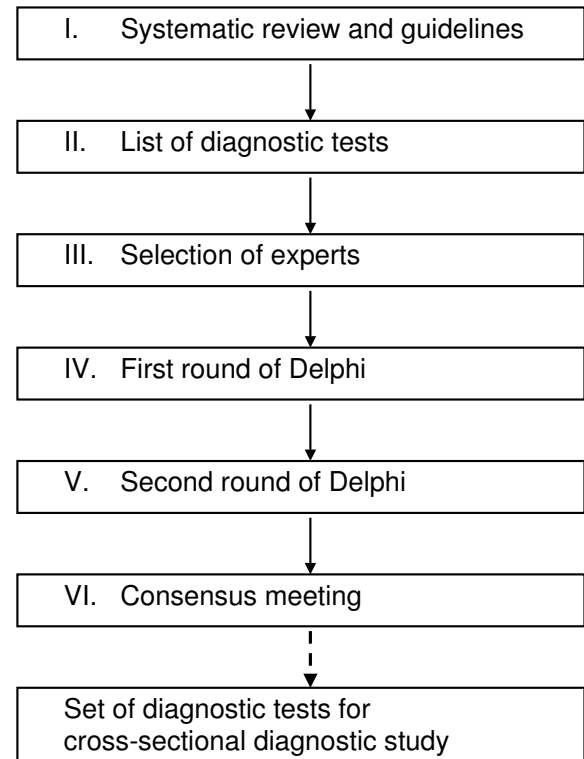 I. Systematic review and guidelines
II. List of diagnostic tests
III. Selection of experts
IV. First round of Delphi
V. Second round of Delphi
VI. Consensus meeting
Set of diagnostic tests for
cross-sectional diagnostic study